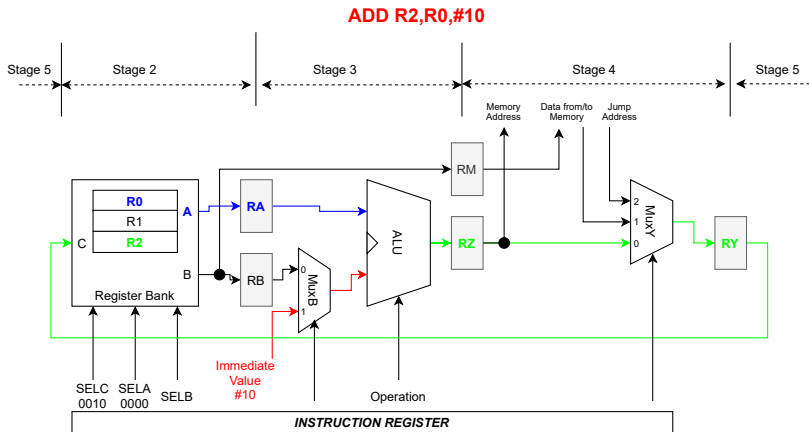 ADD R2,R0,#10
Stage 5
Stage 2
Stage 3
Stage 4
Stage 5
Memory
Address
Data from/to
Memory
Jump
Address
RM
R0
R1
R2
A
B
C
Register Bank
RA
RB
0
1
MuxB
ALU
RZ
2
1
0
MuxY
RY
SELC
0010
SELA
0000
SELB
Immediate
Value
#10
Operation
INSTRUCTION REGISTER